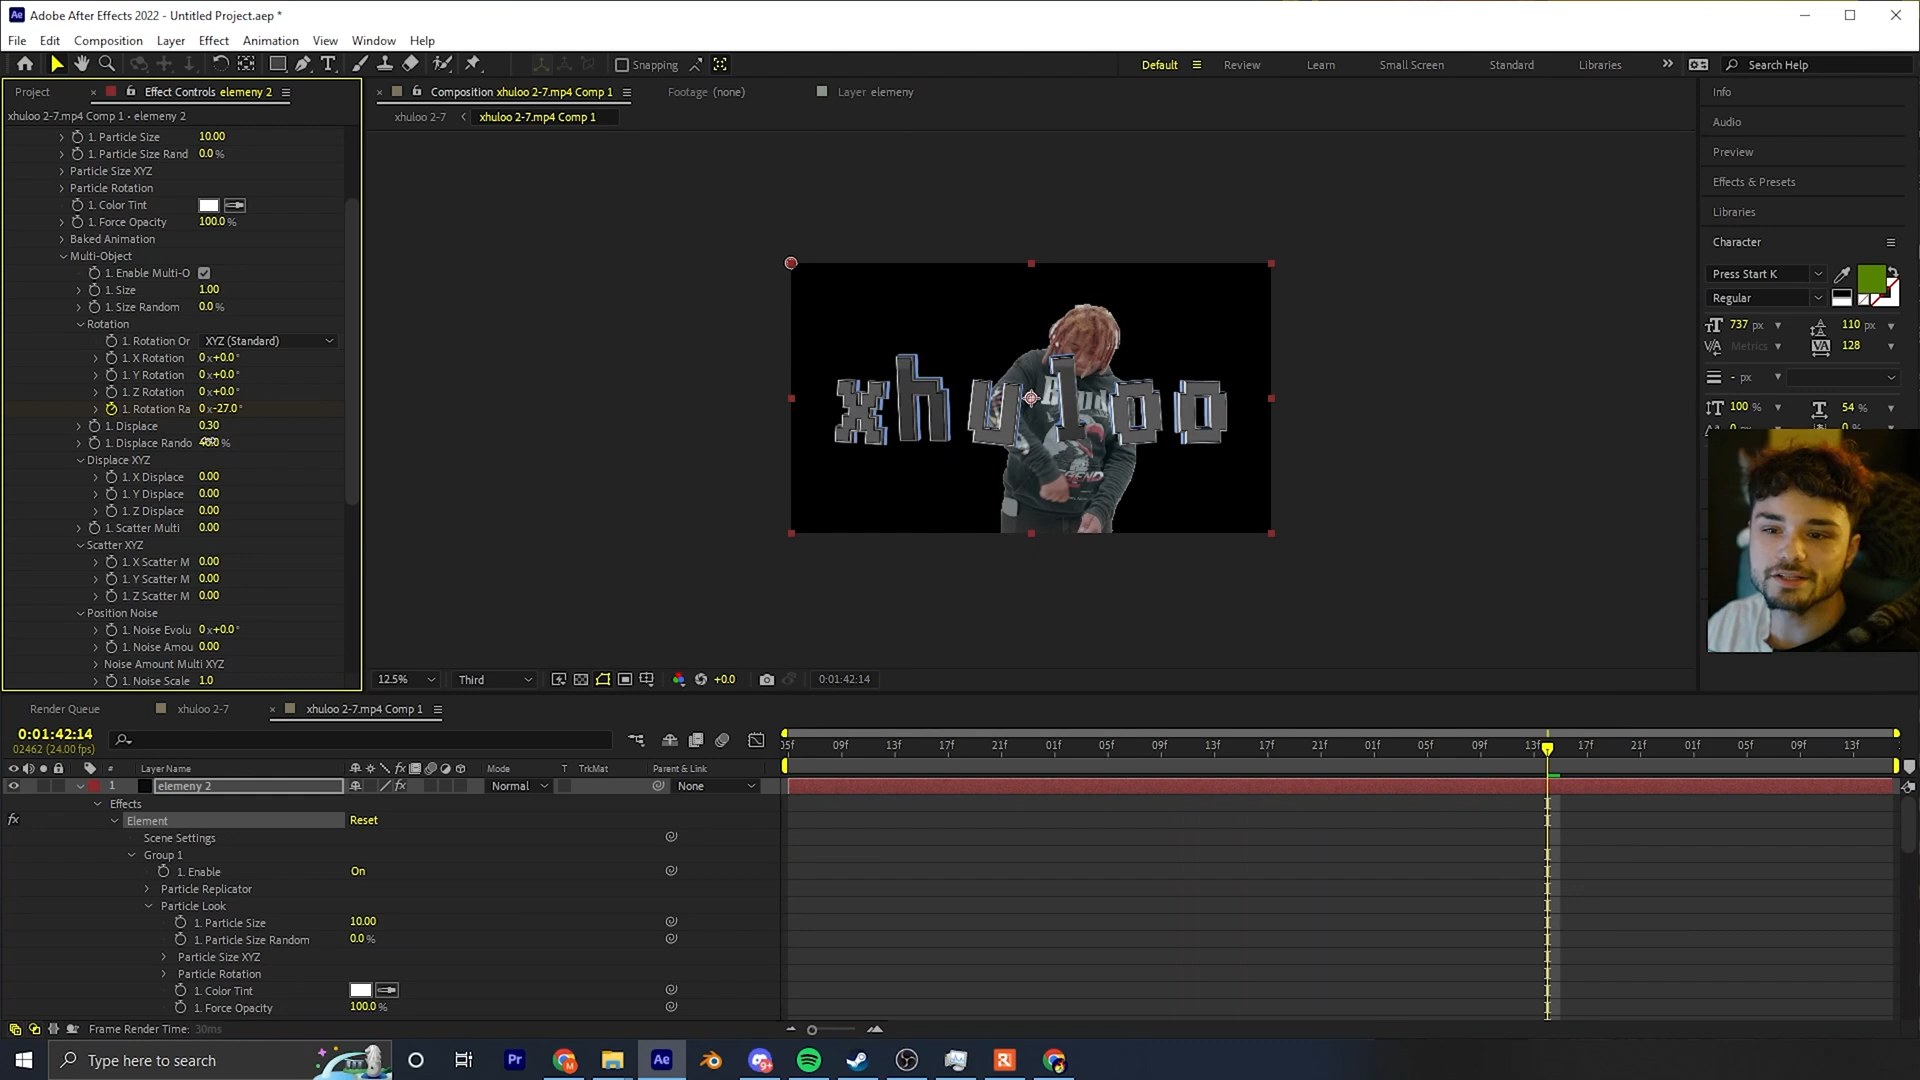 Adobe After Effects 2022 - Untitled Project.aep *
File Edit Composition Layer Effect Animation View Window Help
Snapping
Default Review Learn Small Screen Standard Libraries Search Help
Project Effect Controls elemeny 2
xhuloo 2-7.mp4 Comp 1 • elemeny 2
1. Particle Size 10.00
1. Particle Size Rand 0.0 %
Particle Size XYZ
Particle Rotation
1. Color Tint
1. Force Opacity 100.0 %
Baked Animation
Multi-Object
1. Enable Multi-O
1. Size 1.00
1. Size Random 0.0 %
Rotation
1. Rotation Or XYZ (Standard)
1. X Rotation 0 x+0.0 °
1. Y Rotation 0 x+0.0 °
1. Z Rotation 0 x+0.0 °
1. Rotation Ra 0 x-27.0 °
1. Displace 0.30
1. Displace Rando %
Displace XYZ
1. X Displace 0.00
1. Y Displace 0.00
1. Z Displace 0.00
1. Scatter Multi 0.00
Scatter XYZ
1. X Scatter M 0.00
1. Y Scatter M 0.00
1. Z Scatter M 0.00
Position Noise
1. Noise Evolu 0 x+0.0 °
1. Noise Amou 0.00
Noise Amount Multi XYZ
1. Noise Scale 1.0
Composition xhuloo 2-7.mp4 Comp 1 Footage (none) Layer elemeny
xhuloo 2-7 xhuloo 2-7.mp4 Comp 1
xhuloo
12.5% Third +0.0 0:01:42:14
Info
Audio
Preview
Effects & Presets
Libraries
Character
Press Start K
Regular
737 px 110 px
Metrics 128
- px
100 % 54 %
Render Queue xhuloo 2-7 xhuloo 2-7.mp4 Comp 1
0:01:42:14
02462 (24.00 fps)
05f 09f 13f 17f 21f 01f 05f 09f 13f 17f 21f 01f 05f 09f 13f 17f 21f 01f 05f 09f 13f
# Layer Name Mode T TrkMat Parent & Link
1 elemeny 2 Normal None
Effects
Element Reset
Scene Settings
Group 1
1. Enable On
Particle Replicator
Particle Look
1. Particle Size 10.00
1. Particle Size Random 0.0 %
Particle Size XYZ
Particle Rotation
1. Color Tint
1. Force Opacity 100.0 %
Frame Render Time: 30ms
Type here to search